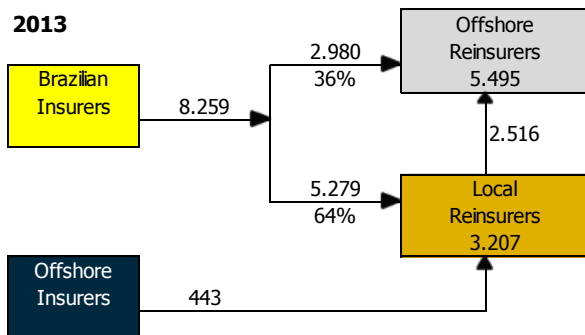 2013
Brazilian
Insurers
8.259
2.980
36%
Offshore
Reinsurers
5.495
2.516
5.279
64%
Local
Reinsurers
3.207
Offshore
Insurers
443